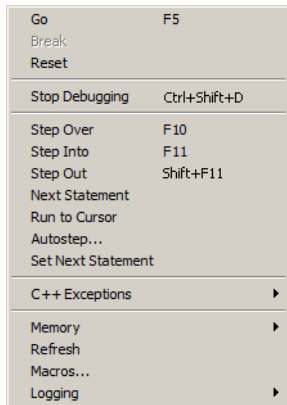 Go F5
Break
Reset
Stop Debugging Ctrl+Shift+D
Step Over F10
Step Into F11
Step Out Shift+F11
Next Statement
Run to Cursor
Autostep...
Set Next Statement
C++ Exceptions
Memory
Refresh
Macros...
Logging